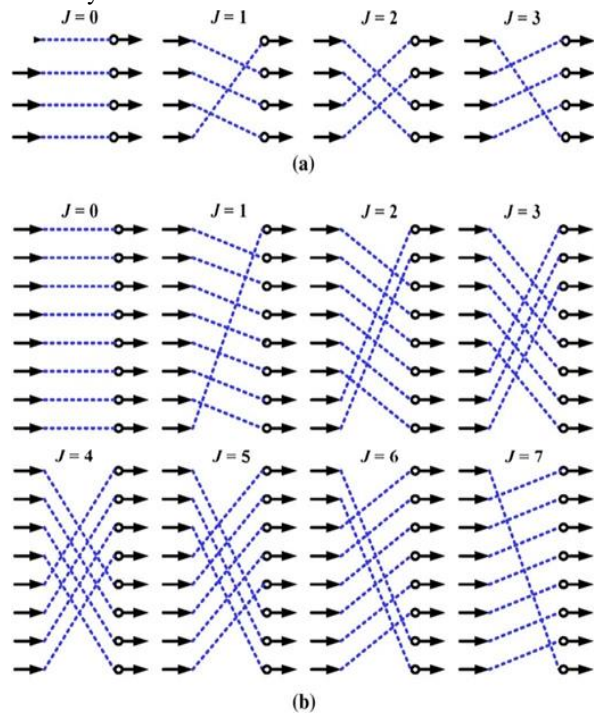 J = 0 J = 1 J = 2 J = 3
(a)
J = 0 J = 1 J = 2 J = 3
J = 4 J = 5 J = 6 J = 7
(b)